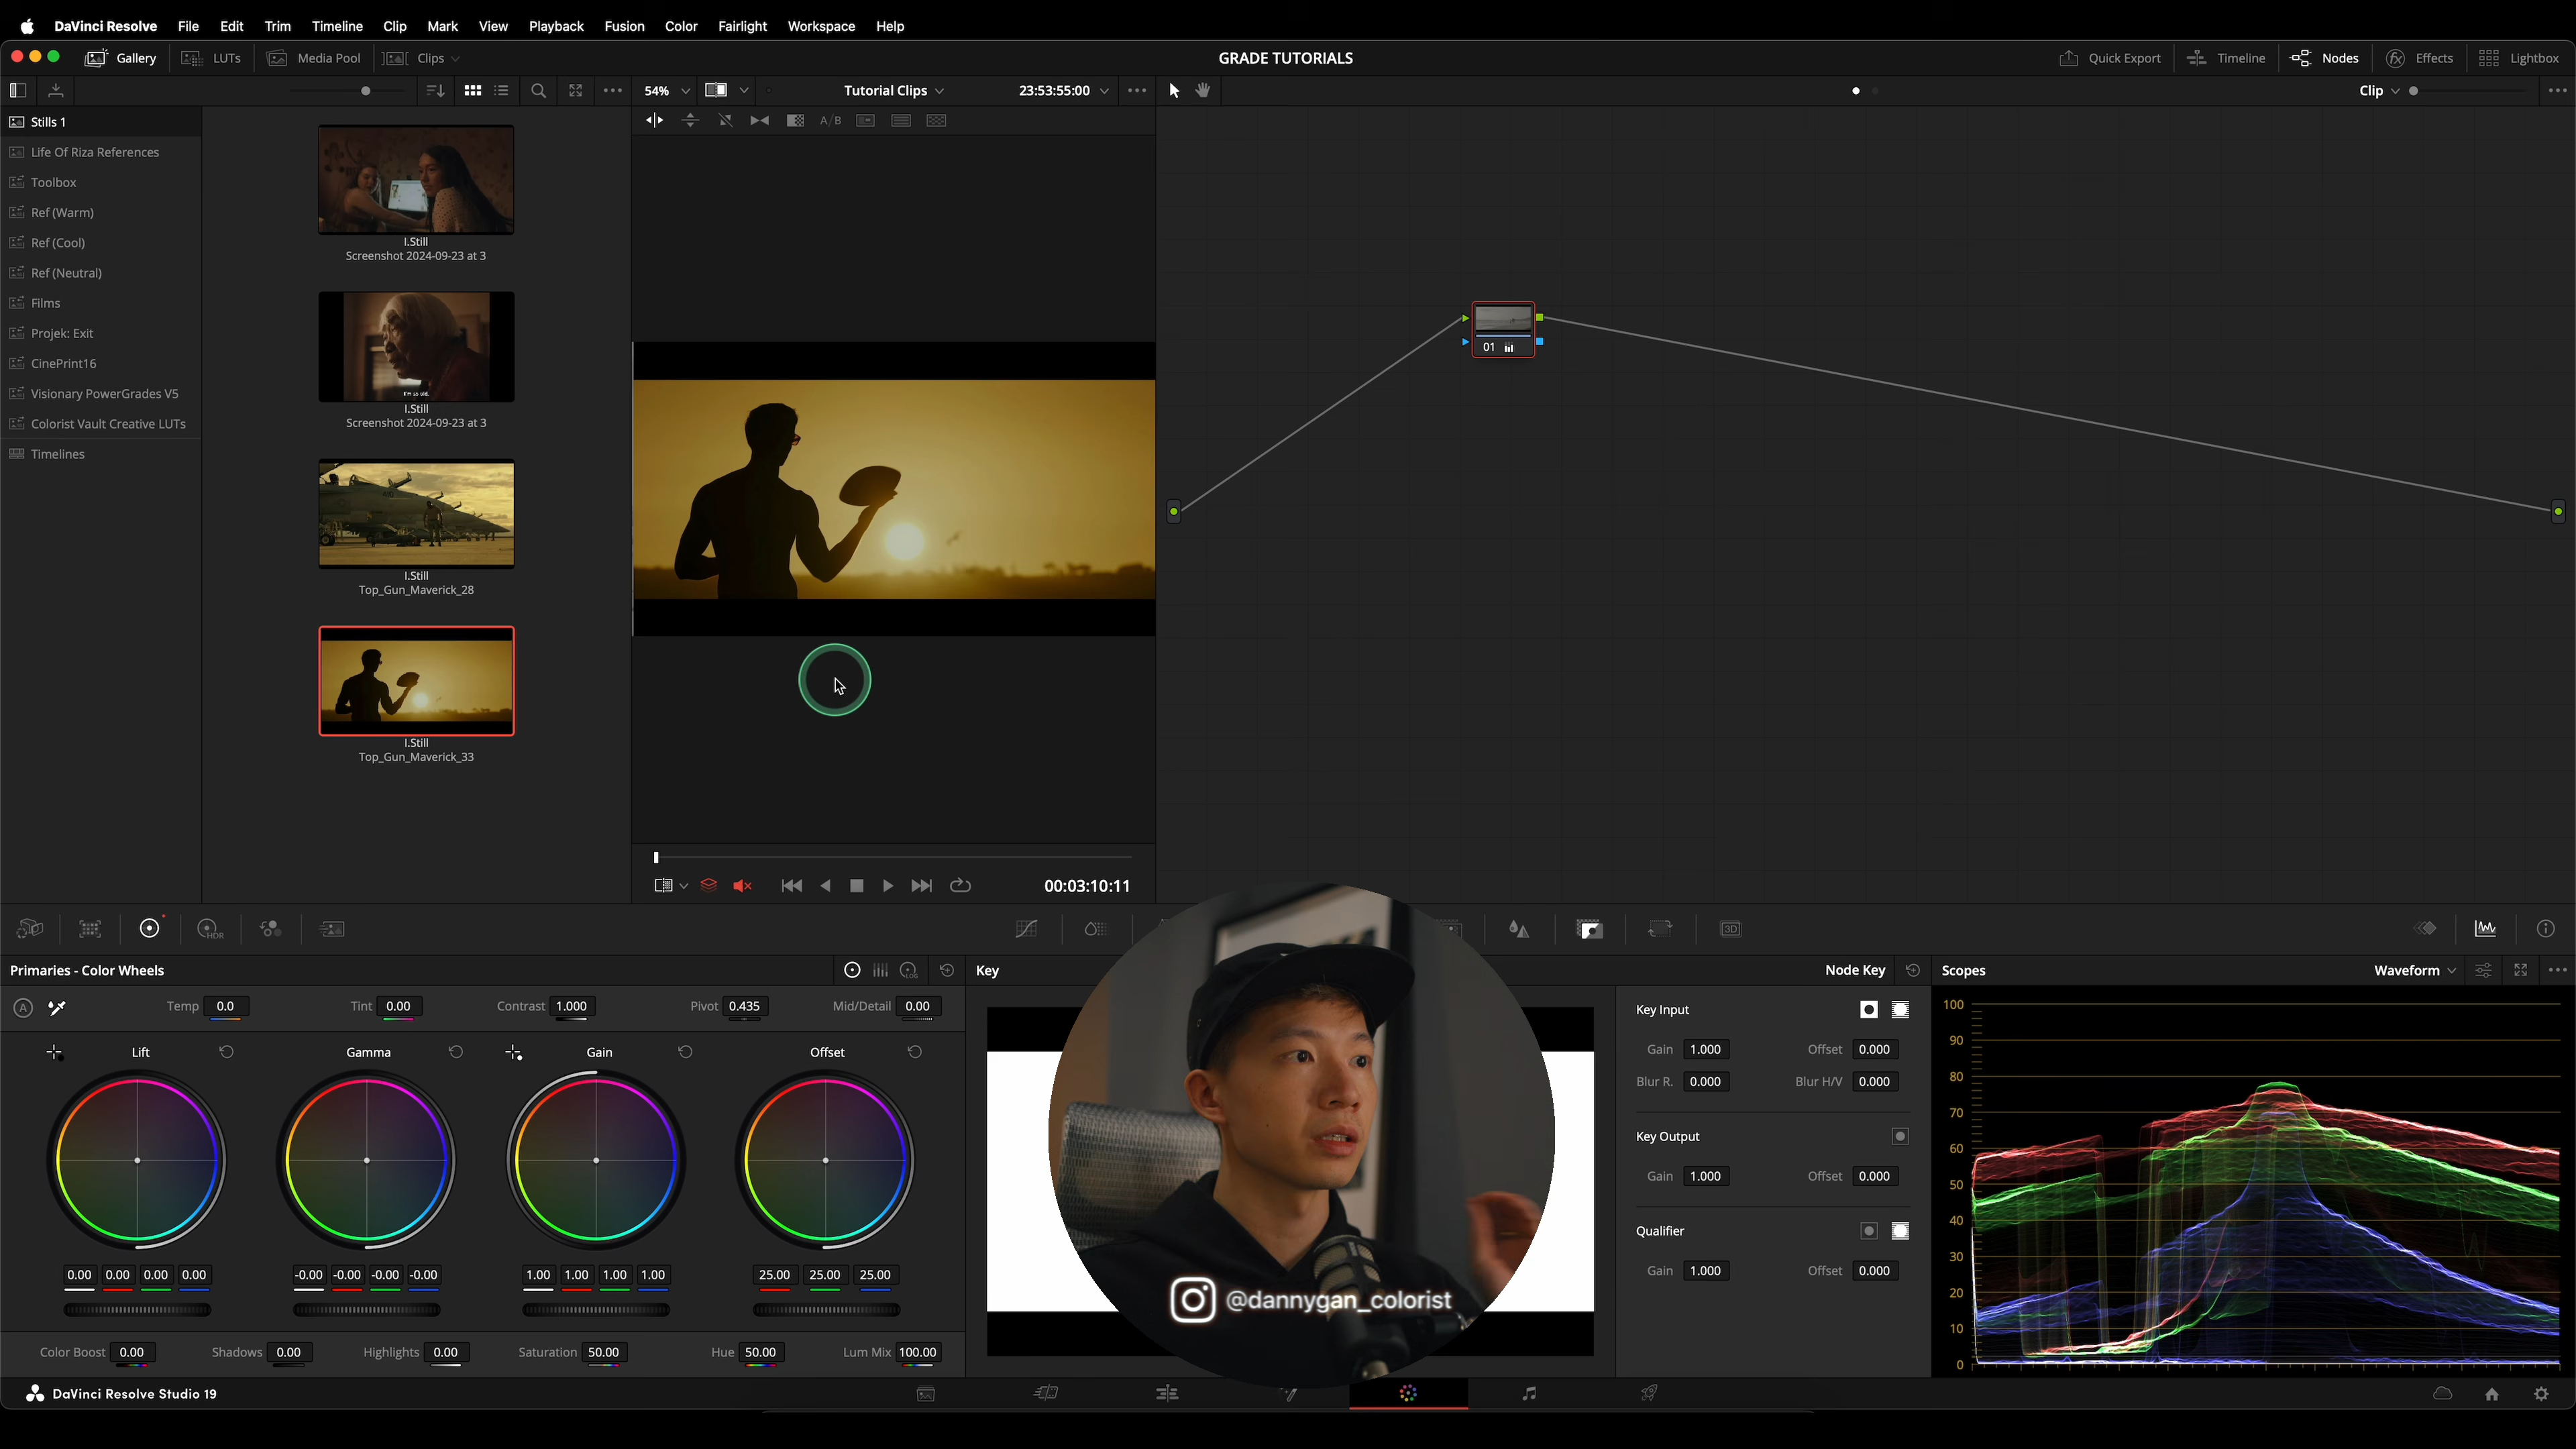 DaVinci Resolve File Edit Trim Timeline Clip Mark View Playback Fusion Color Fairlight Workspace Help
Gallery LUTs Media Pool Clips GRADE TUTORIALS Quick Export Timeline Nodes Effects Lightbox
54% Tutorial Clips 23:53:55:00 Clip
A/B
Stills 1
Life Of Riza References
Toolbox
Ref (Warm)
Ref (Cool)
Ref (Neutral)
Films
Projek: Exit
CinePrint16
Visionary PowerGrades V5
Colorist Vault Creative LUTs
Timelines
I.Still
Screenshot 2024-09-23 at 3
I'm so old.
I.Still
Screenshot 2024-09-23 at 3
I.Still
Top_Gun_Maverick_28
I.Still
Top_Gun_Maverick_33
01
00:03:10:11
HDR
3D
Primaries - Color Wheels
LOG
Key
Node Key
Scopes
Waveform
A
Temp 0.0 Tint 0.00 Contrast 1.000 Pivot 0.435 Mid/Detail 0.00
Lift Gamma Gain Offset
0.00 0.00 0.00 0.00 -0.00 -0.00 -0.00 -0.00 1.00 1.00 1.00 1.00 25.00 25.00 25.00
Color Boost 0.00 Shadows 0.00 Highlights 0.00 Saturation 50.00 Hue 50.00 Lum Mix 100.00
@dannygan_colorist
Key Input
Gain 1.000 Offset 0.000
Blur R. 0.000 Blur H/V 0.000
Key Output
Gain 1.000 Offset 0.000
Qualifier
Gain 1.000 Offset 0.000
100
90
80
70
60
50
40
30
20
10
0
DaVinci Resolve Studio 19